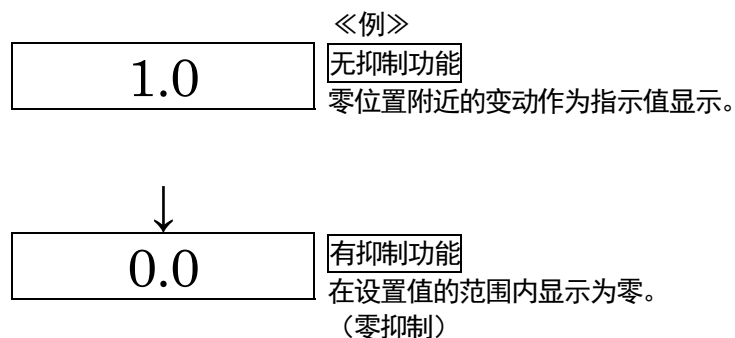 ≪例≫
1.0
无抑制功能
零位置附近的变动作为指示值显示。
↓
0.0
有抑制功能
在设置值的范围内显示为零。
（零抑制）